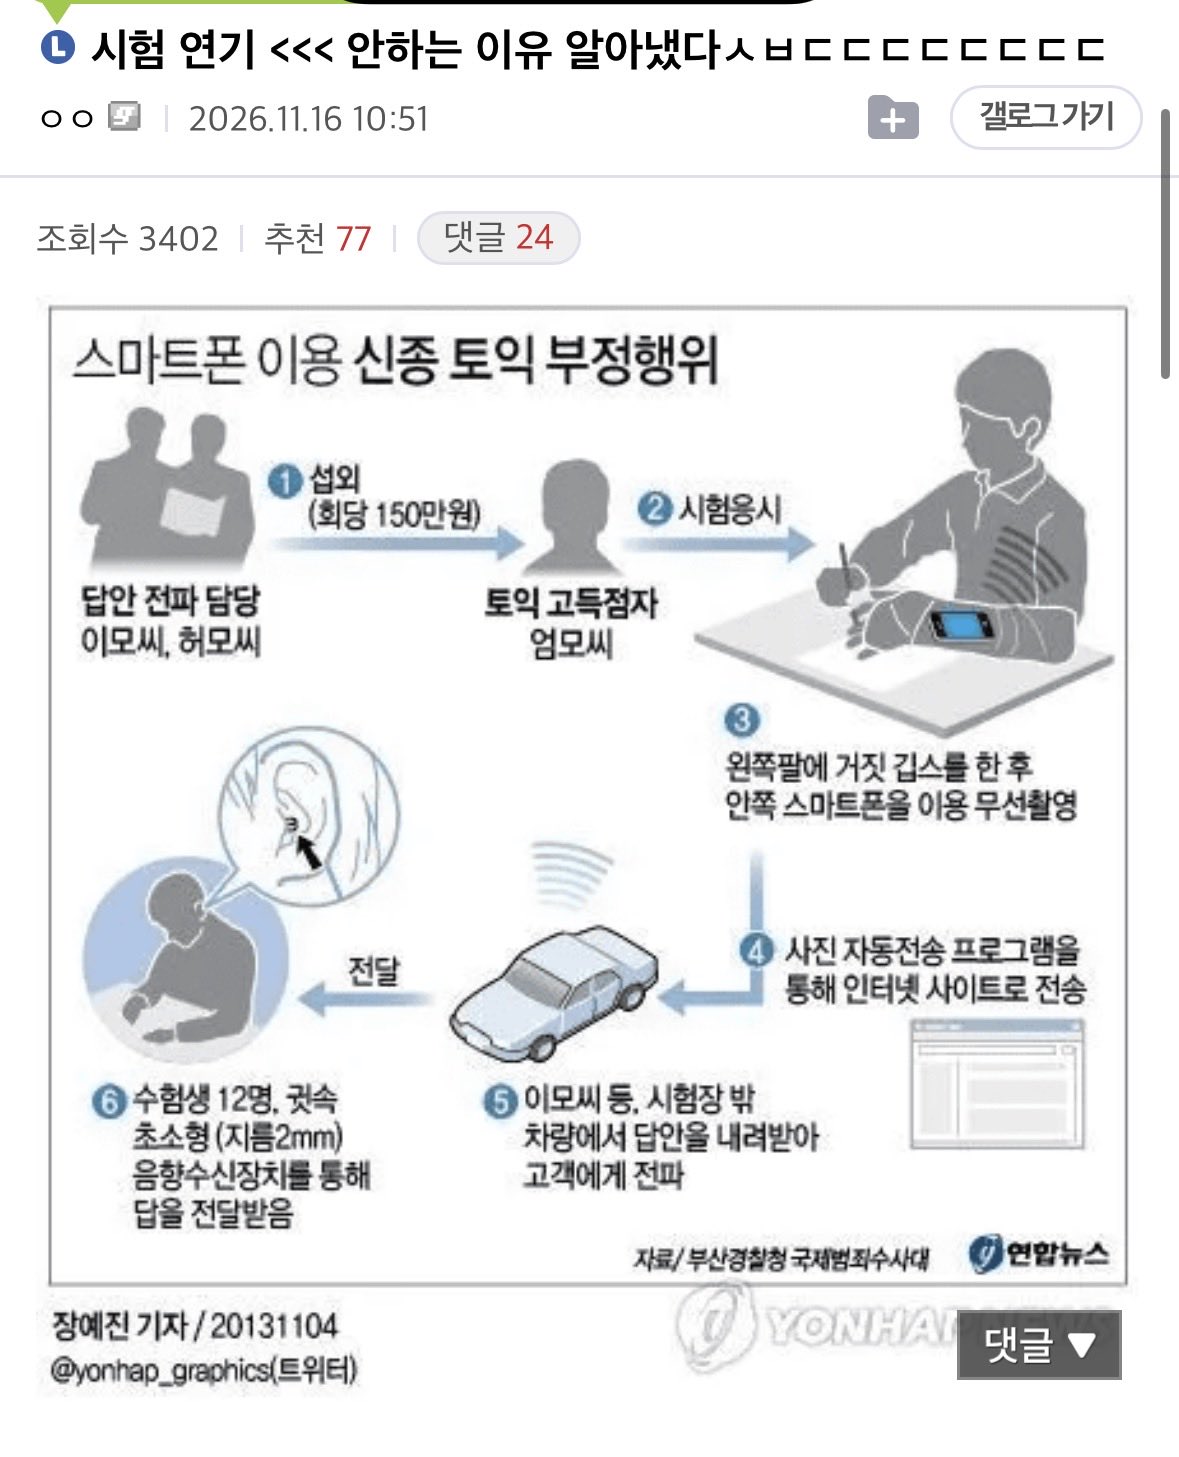 L 시험 연기 <<< 안하는 이유 알아냈다ㅅㅂㄷㄷㄷㄷㄷㄷㄷㄷ
ㅇㅇ 2026.11.16 10:51
갤로그 가기
조회수 3402 추천 77 댓글 24
스마트폰 이용 신종 토익 부정행위
1 섭외
(회당 150만원)
2 시험응시
답안 전파 담당
이모씨, 허모씨
토익 고득점자
엄모씨
3
왼쪽팔에 거짓 깁스를 한 후
안쪽 스마트폰을 이용 무선촬영
4 사진 자동전송 프로그램을
통해 인터넷 사이트로 전송
전달
5 이모씨 등, 시험장 밖
차량에서 답안을 내려받아
고객에게 전파
6 수험생 12명, 귓속
초소형(지름2mm)
음향수신장치를 통해
답을 전달받음
자료/ 부산경찰청 국제범죄수사대
연합뉴스
장예진 기자 / 20131104
@yonhap_graphics(트위터)
YONHAP NEWS
댓글 ▼